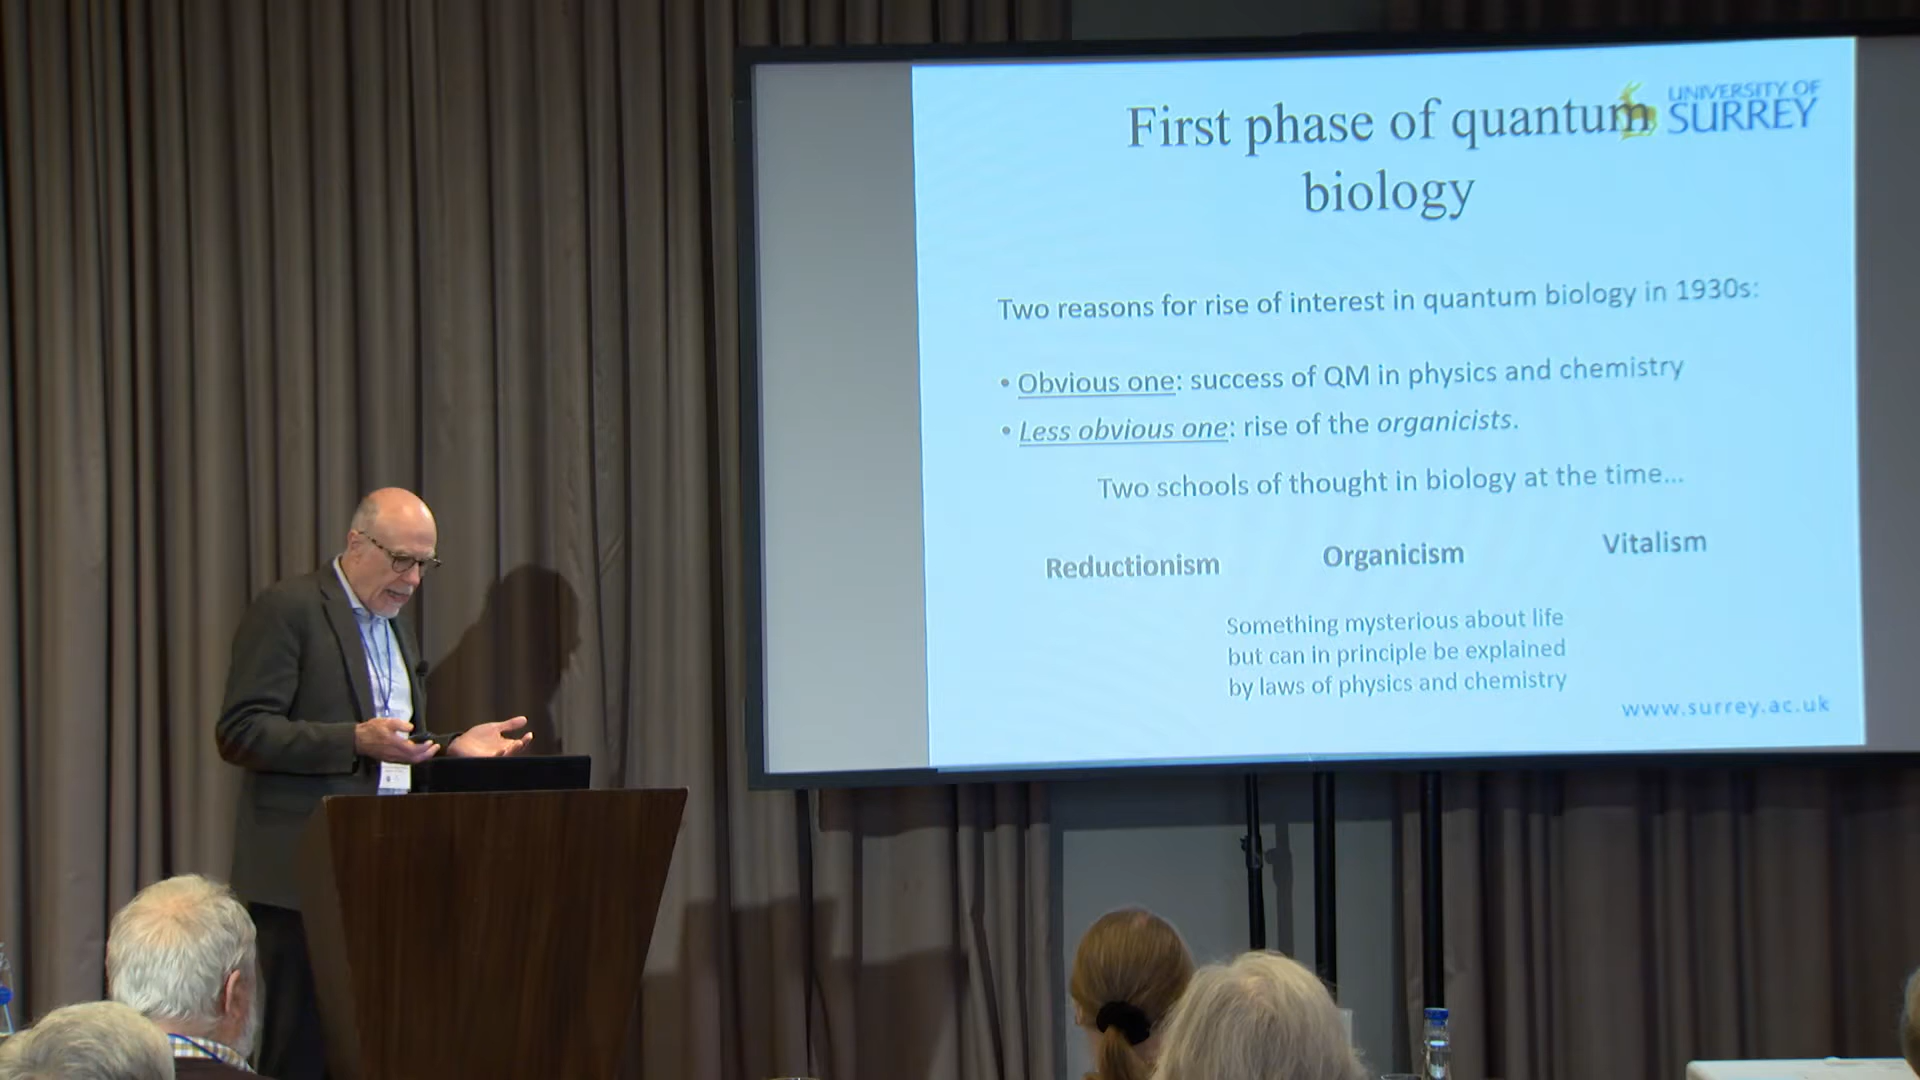 UNIVERSITY OF
SURREY
First phase of quantum
biology
Two reasons for rise of interest in quantum biology in 1930s:
• Obvious one: success of QM in physics and chemistry
• Less obvious one: rise of the organicists.
Two schools of thought in biology at the time...
Reductionism Organicism Vitalism
Something mysterious about life
but can in principle be explained
by laws of physics and chemistry
www.surrey.ac.uk